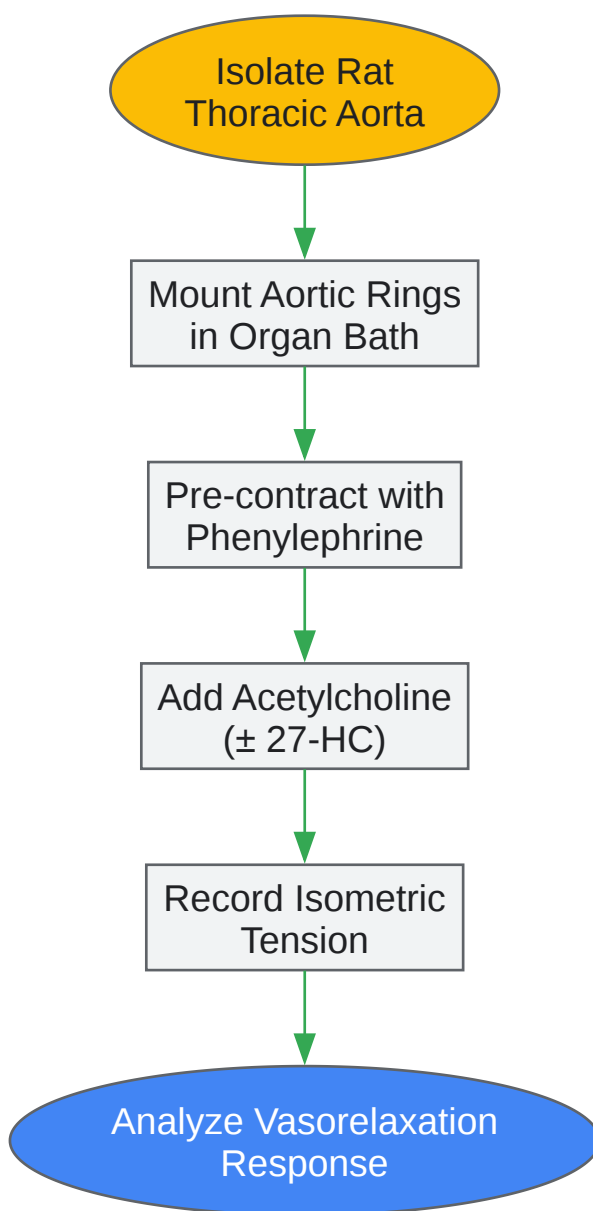 Isolate Rat
Thoracic Aorta
Mount Aortic Rings
in Organ Bath
Pre-contract with
Phenylephrine
Add Acetylcholine
(± 27-HC)
Record Isometric
Tension
Analyze Vasorelaxation
Response